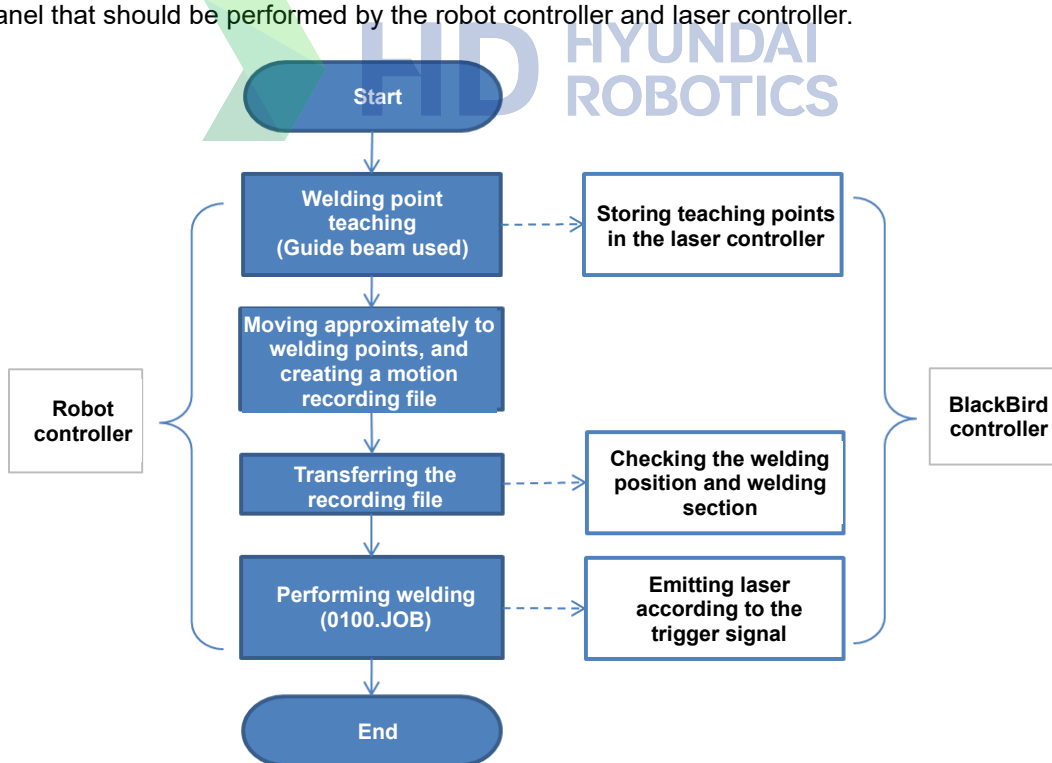 anel that should be performed by the robot controller and laser controller.
HD HYUNDAI
ROBOTICS
Start
Welding point
teaching
(Guide beam used)
Storing teaching points
in the laser controller
Moving approximately to
welding points, and
creating a motion
recording file
Robot
controller
BlackBird
controller
Transferring the
recording file
Checking the welding
position and welding
section
Performing welding
(0100.JOB)
Emitting laser
according to the
trigger signal
End